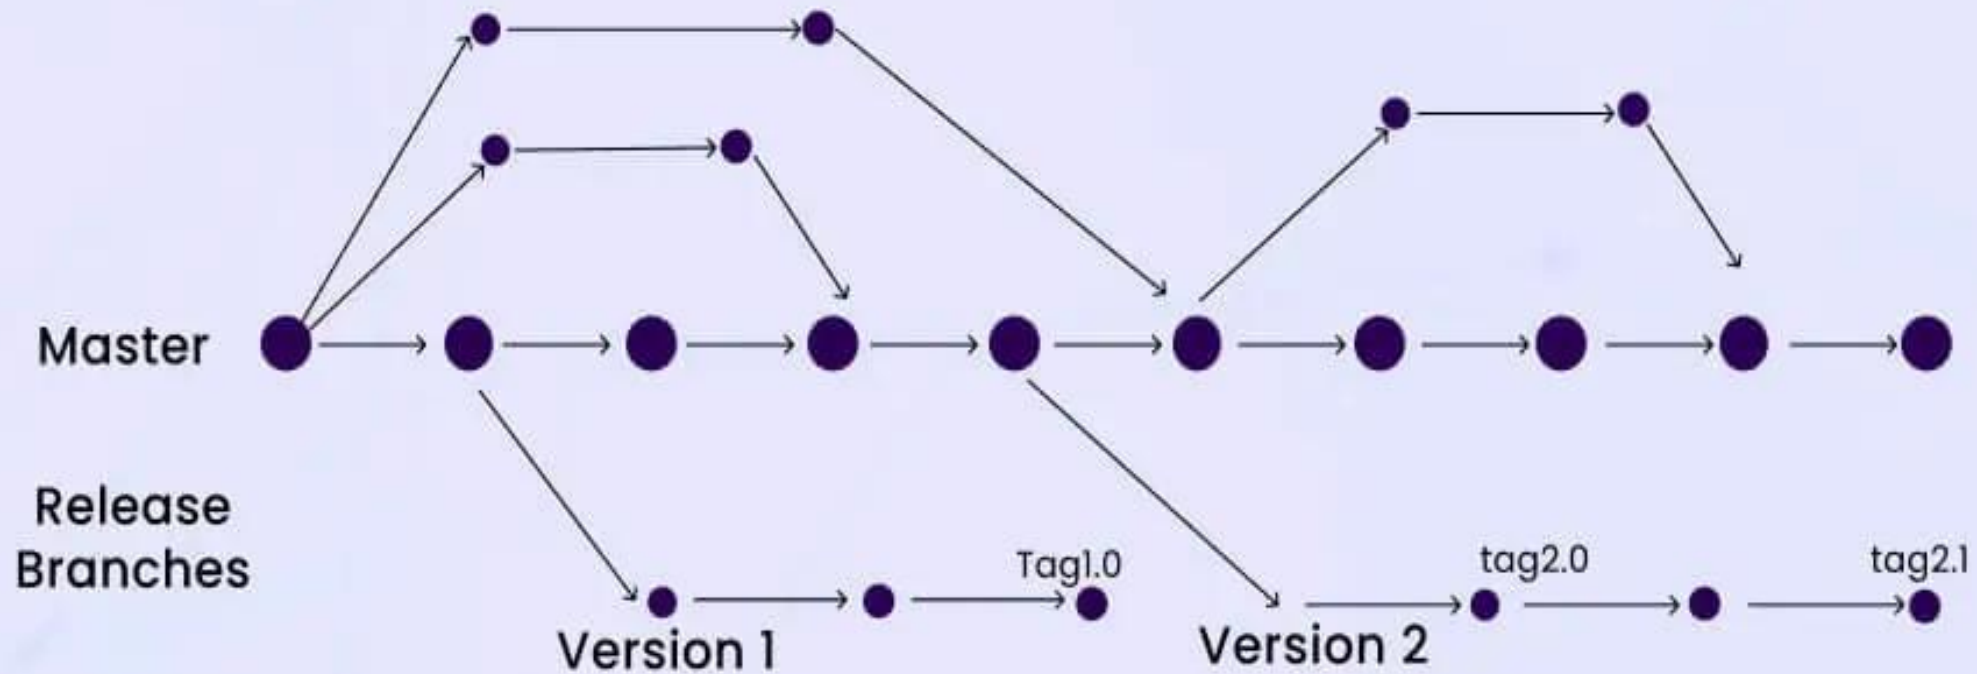 Master
Release
Branches
Tag1.0
tag2.0
tag2.1
Version 1
Version 2